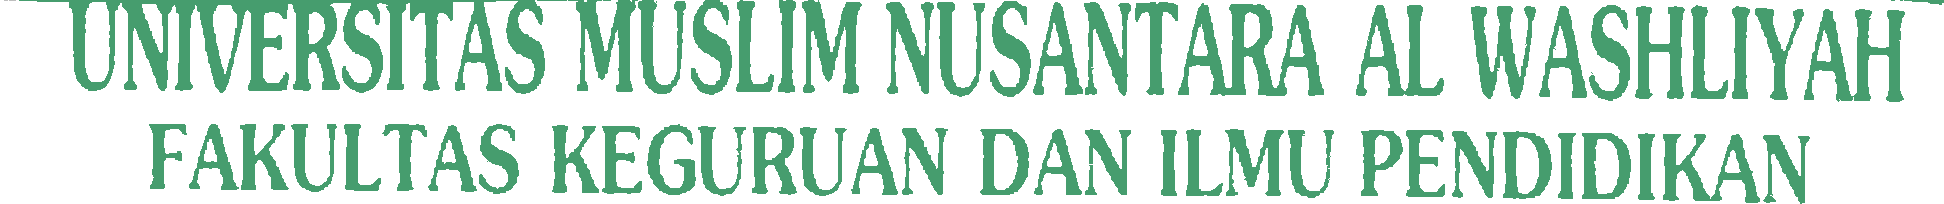 UNIVERSITAS MUSLIM NUSANTARA AL WASHLIYAH
FAKULTAS KEGURUAN DAN ILMU PENDIDIKAN